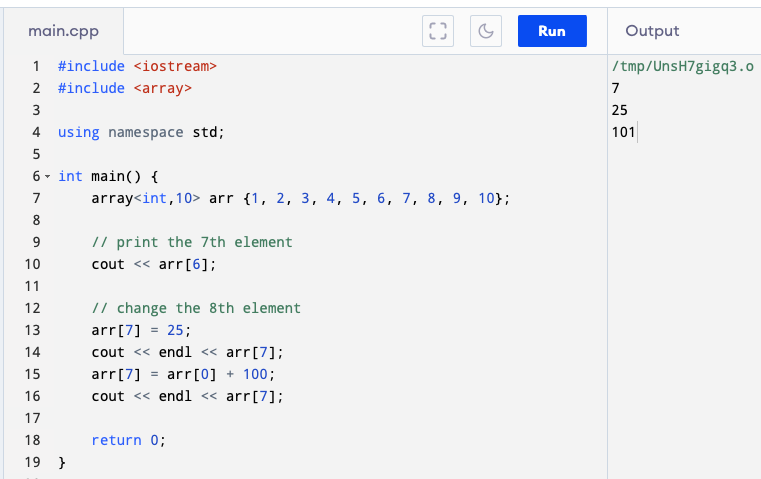 main.cpp
Run
Output
1 #include <iostream>
2 #include <array>
3
4 using namespace std;
5
6 int main() {
7     array<int,10> arr {1, 2, 3, 4, 5, 6, 7, 8, 9, 10};
8
9     // print the 7th element
10     cout << arr[6];
11
12     // change the 8th element
13     arr[7] = 25;
14     cout << endl << arr[7];
15     arr[7] = arr[0] + 100;
16     cout << endl << arr[7];
17
18     return 0;
19 }
/tmp/UnsH7gigq3.o
7
25
101